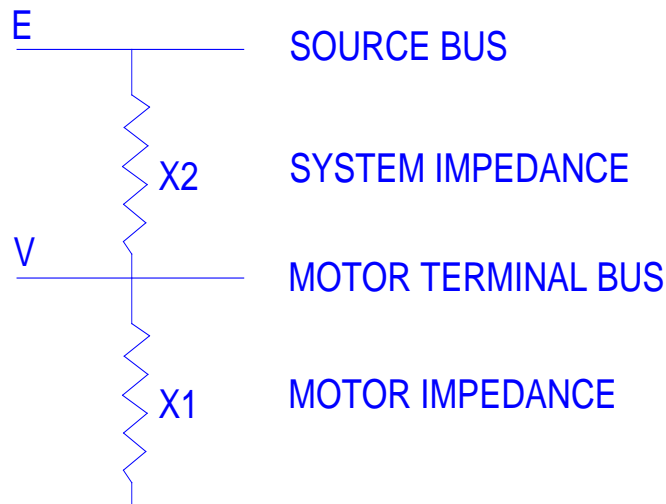 E
SOURCE BUS
X2
SYSTEM IMPEDANCE
V
MOTOR TERMINAL BUS
X1
MOTOR IMPEDANCE